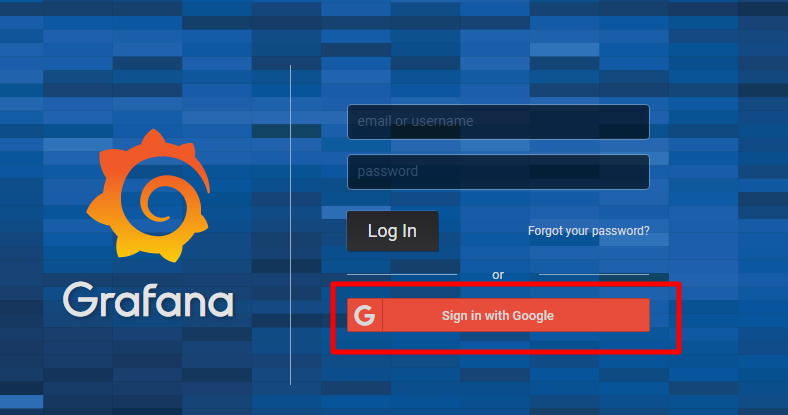 Grafana
email or username
password
Log In
Forgot your password?
or
G
Sign in with Google